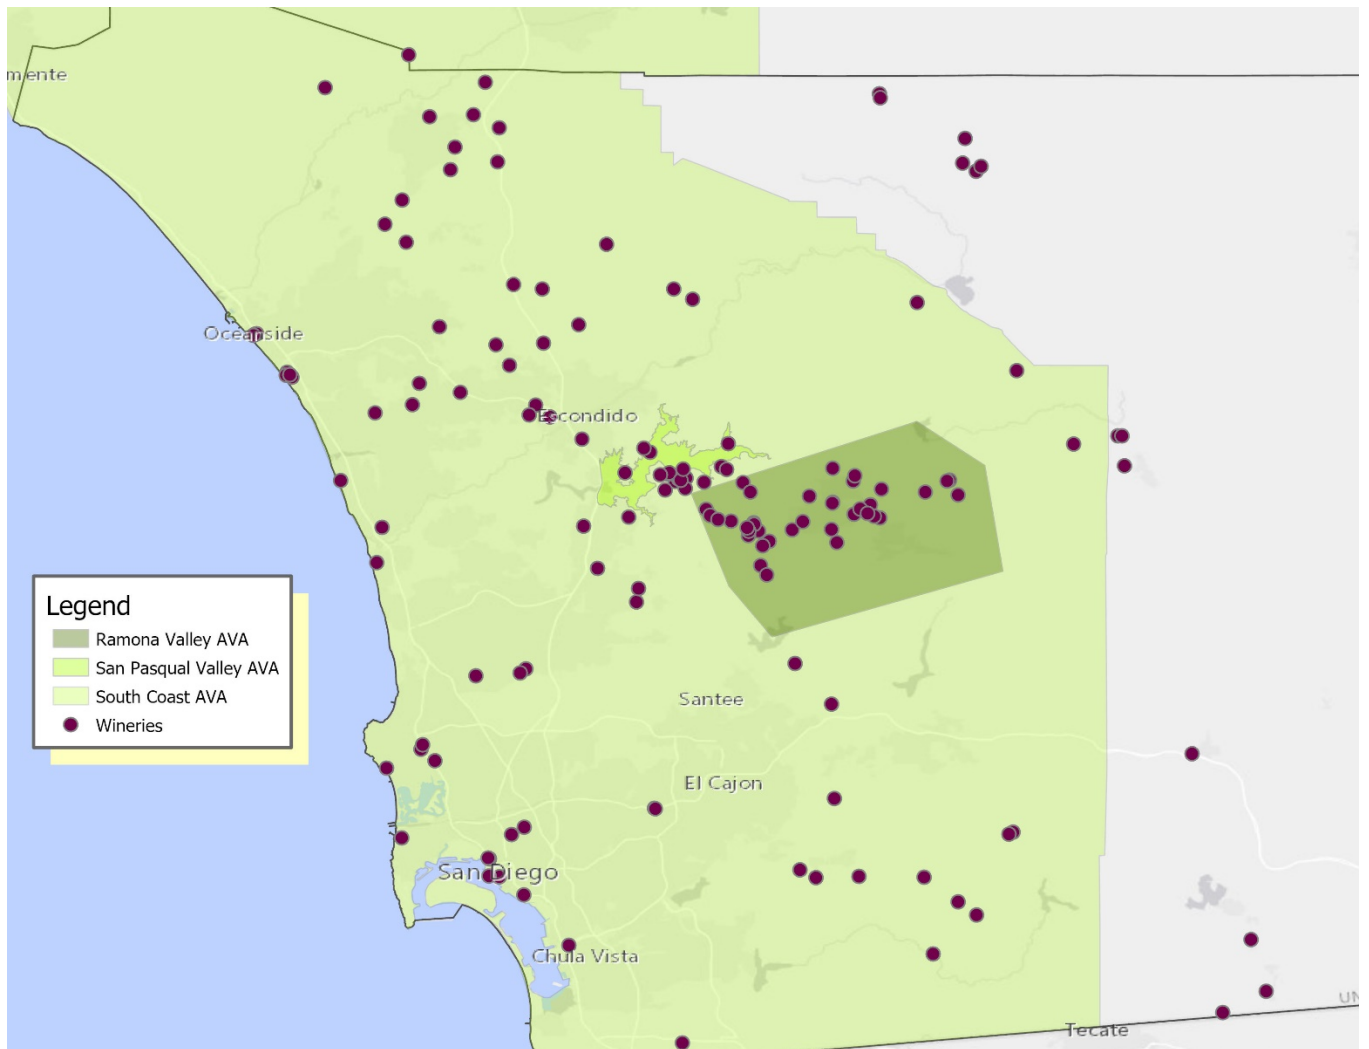 mente
Oceanside
Escondido
Legend
Ramona Valley AVA
San Pasqual Valley AVA
South Coast AVA
Wineries
Santee
El Cajon
San Diego
Chula Vista
UN
Tecate